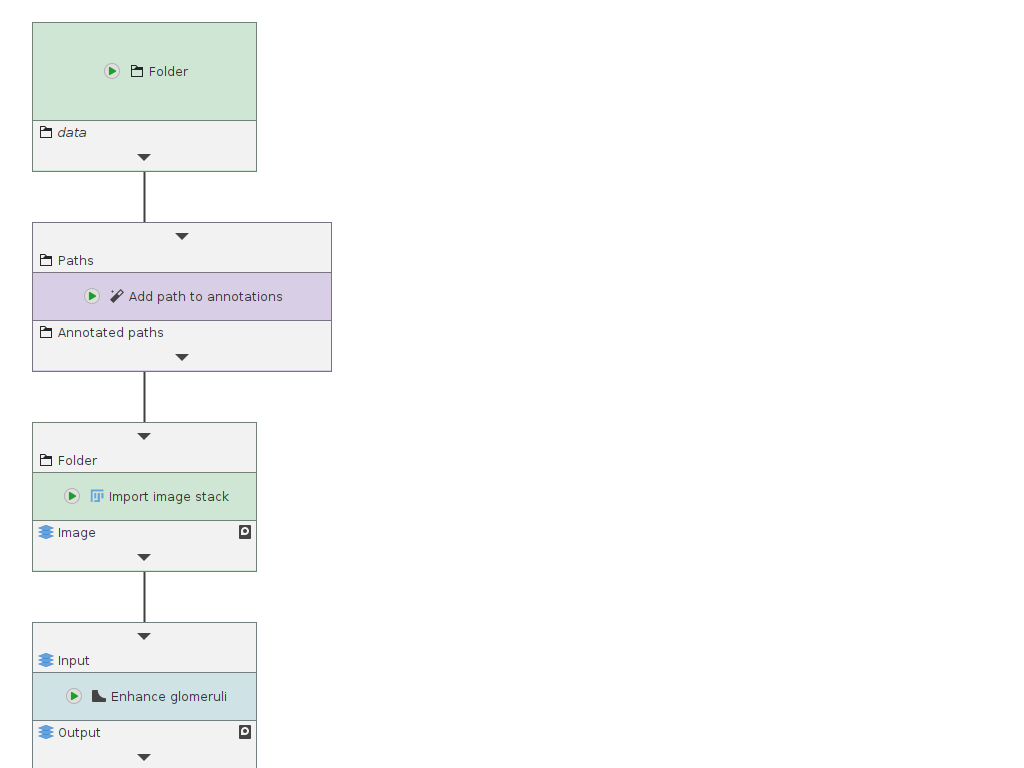 Folder
data
Paths
Add path to annotations
Annotated paths
Folder
Import image stack
Image
Input
Enhance glomeruli
Output